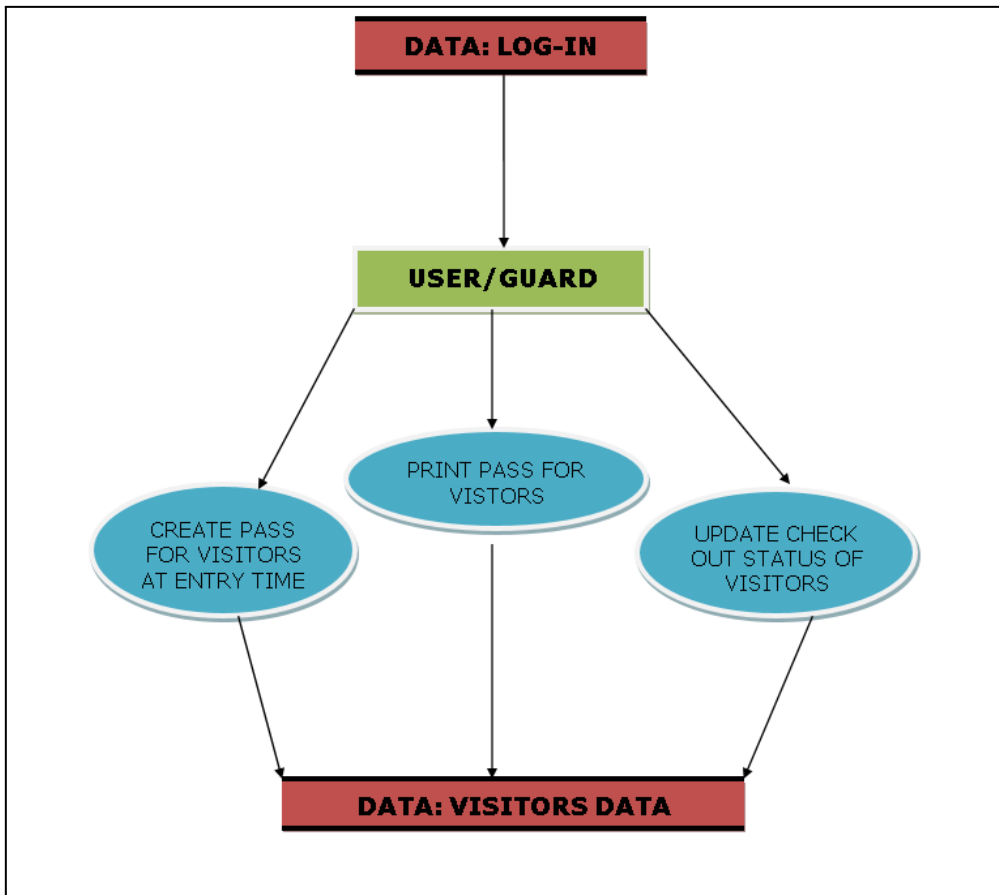 DATA: LOG-IN
USER/GUARD
PRINT PASS FOR
VISTORS
CREATE PASS
FOR VISITORS
AT ENTRY TIME
UPDATE CHECK
OUT STATUS OF
VISITORS
DATA: VISITORS DATA